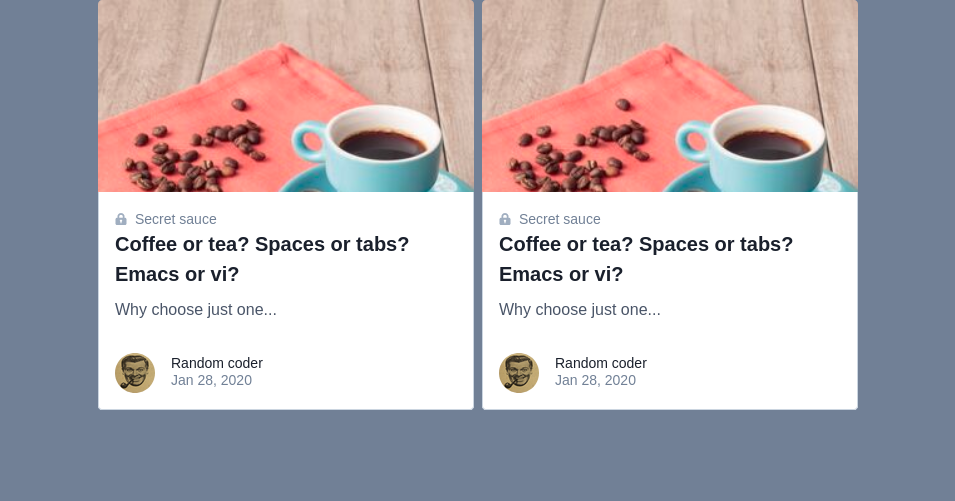 Secret sauce
Coffee or tea? Spaces or tabs?
Emacs or vi?
Why choose just one...
Random coder
Jan 28, 2020
Secret sauce
Coffee or tea? Spaces or tabs?
Emacs or vi?
Why choose just one...
Random coder
Jan 28, 2020